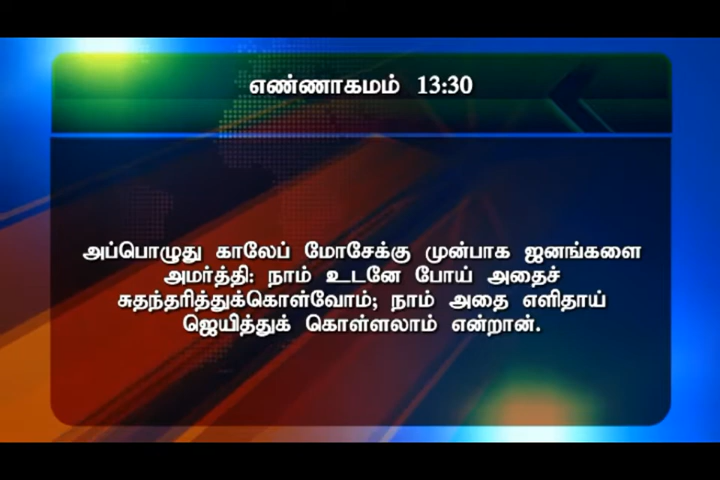 எண்ணாகமம் 13:30
அப்பொழுது காலேப் மோசேக்கு முன்பாக ஜனங்களை
அமர்த்தி: நாம் உடனே போய் அதைச்
சுதந்தரித்துக்கொள்வோம்; நாம் அதை எளிதாய்
ஜெயித்துக் கொள்ளலாம் என்றான்.